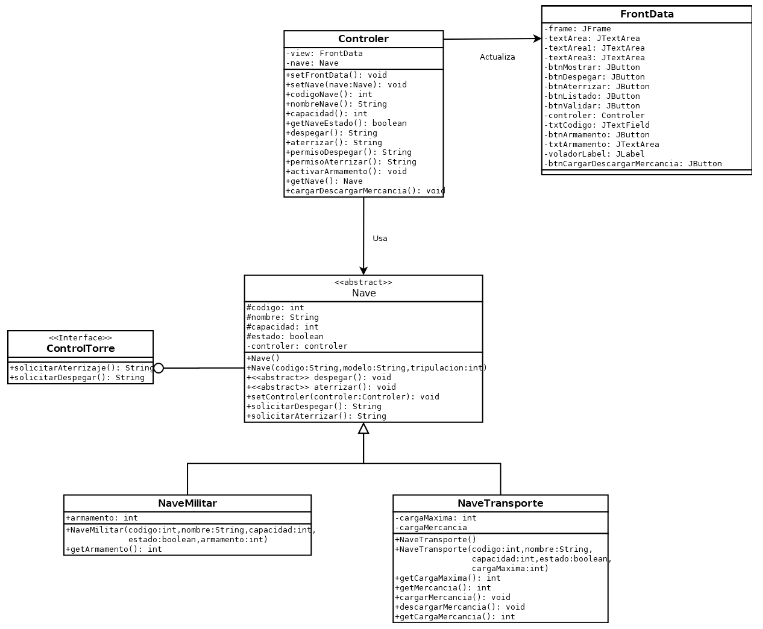 Controler
-view: FrontData
-nave: Nave
+setFrontData(): void
+setNave(nave:Nave): void
+codigoNave(): int
+nombreNave(): String
+capacidad(): int
+getNaveEstado(): boolean
+despegar(): String
+aterrizar(): String
+permisoDespegar(): String
+permisoAterrizar(): String
+activarArmamento(): void
+getNave(): Nave
+cargarDescargarMercancia(): void
Actualiza
FrontData
-frame: JFrame
-textArea: JTextArea
-textArea1: JTextArea
-textArea3: JTextArea
-btnMostrar: JButton
-btnDespegar: JButton
-btnAterrizar: JButton
-btnListado: JButton
-btnValidar: JButton
-controler: Controler
-txtCodigo: JTextField
-btnArmamento: JButton
-txtArmamento: JTextArea
-voladorLabel: JLabel
-btnCargarDescargarMercancia: JButton
Usa
<<abstract>>
Nave
#codigo: int
#nombre: String
#capacidad: int
#estado: boolean
-controler: controler
+Nave()
+Nave(codigo:String,modelo:String,tripulacion:int)
+<<abstract>> despegar(): void
+<<abstract>> aterrizar(): void
+setControler(controler:Controler): void
+solicitarDespegar(): String
+solicitarAterrizar(): String
<<Interface>>
ControlTorre
+solicitarAterrizaje(): String
+solicitarDespegar(): String
NaveMilitar
+armamento: int
+NaveMilitar(codigo:int,nombre:String,capacidad:int,
estado:boolean,armamento:int)
+getArmamento(): int
NaveTransporte
-cargaMaxima: int
-cargaMercancia
+NaveTransporte()
+NaveTransporte(codigo:int,nombre:String,
capacidad:int,estado:boolean,
cargaMaxima:int)
+getCargaMaxima(): int
+getMercancia(): int
+cargarMercancia(): void
+descargarMercancia(): void
+getCargaMercancia(): int